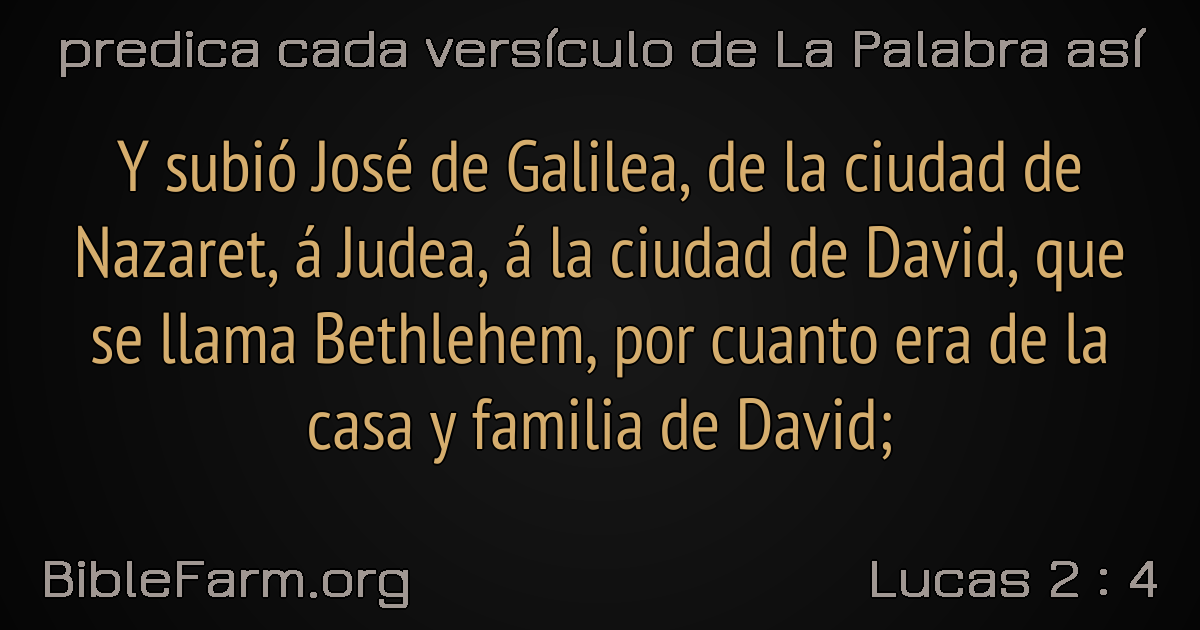 predica cada versículo de La Palabra así
Y subió José de Galilea, de la ciudad de
Nazaret, á Judea, á la ciudad de David, que
se llama Bethlehem, por cuanto era de la
casa y familia de David;
BibleFarm.org
Lucas 2 : 4